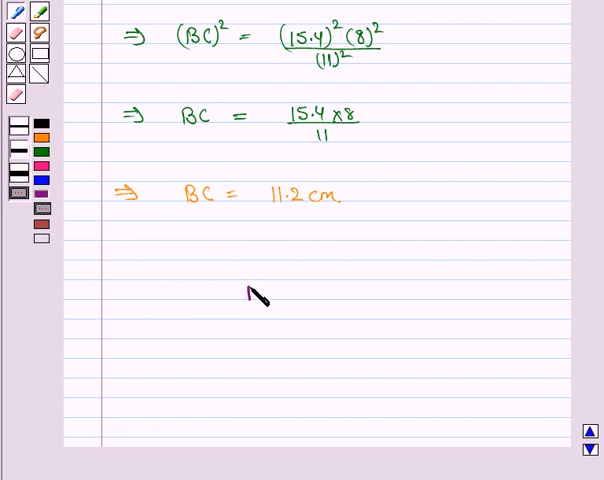 ⇒ (BC)² = (15.4)² (8)² / (11)²
⇒ BC = 15.4 × 8 / 11
⇒ BC = 11.2 cm